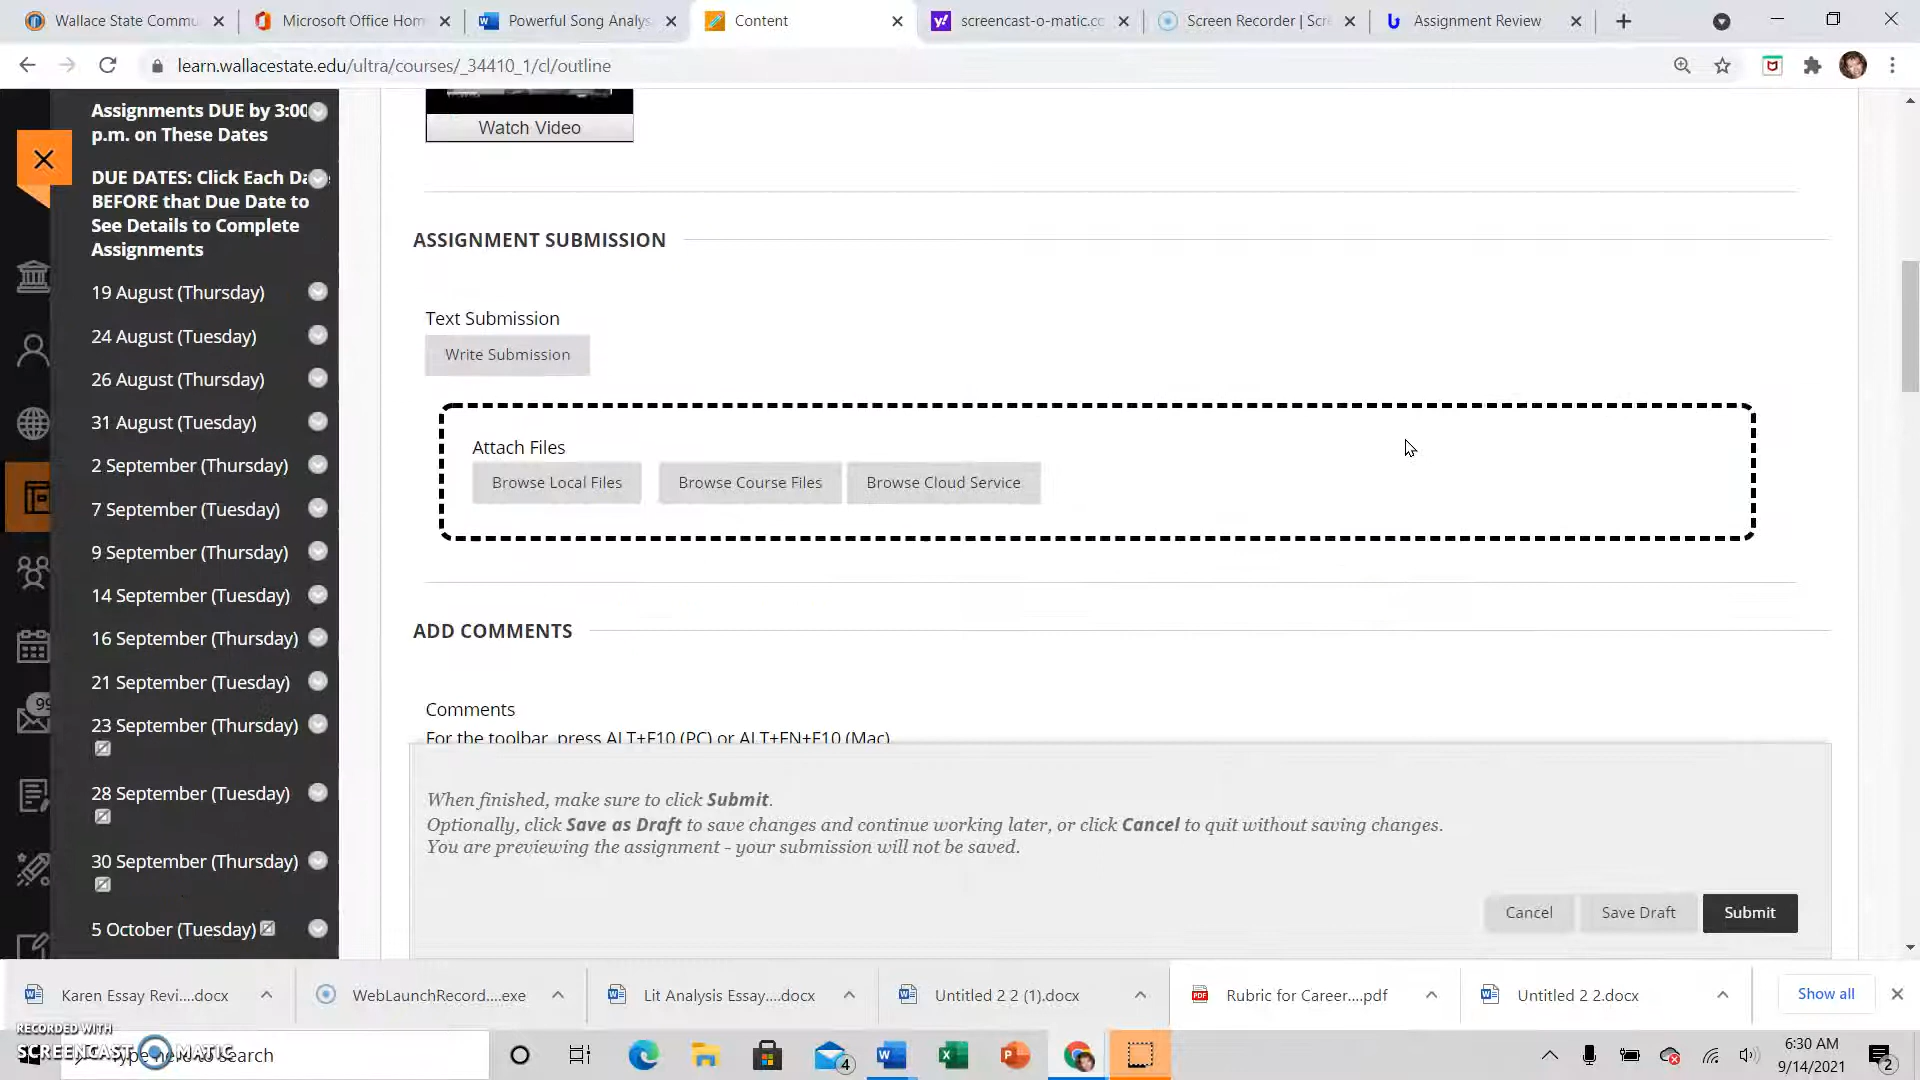 Wallace State Commu
Microsoft Office Hom
Powerful Song Analys
Content
screencast-o-matic.co
Screen Recorder | Scre
Assignment Review
learn.wallacestate.edu/ultra/courses/_34410_1/cl/outline
Assignments DUE by 3:00
p.m. on These Dates
DUE DATES: Click Each Da
BEFORE that Due Date to
See Details to Complete
Assignments
19 August (Thursday)
24 August (Tuesday)
26 August (Thursday)
31 August (Tuesday)
2 September (Thursday)
7 September (Tuesday)
9 September (Thursday)
14 September (Tuesday)
16 September (Thursday)
21 September (Tuesday)
23 September (Thursday)
28 September (Tuesday)
30 September (Thursday)
5 October (Tuesday)
99
Watch Video
ASSIGNMENT SUBMISSION
Text Submission
Write Submission
Attach Files
Browse Local Files
Browse Course Files
Browse Cloud Service
ADD COMMENTS
Comments
For the toolbar, press ALT+F10 (PC) or ALT+FN+F10 (Mac)
When finished, make sure to click Submit.
Optionally, click Save as Draft to save changes and continue working later, or click Cancel to quit without saving changes.
You are previewing the assignment - your submission will not be saved.
Cancel
Save Draft
Submit
Karen Essay Revi....docx
WebLaunchRecord....exe
Lit Analysis Essay....docx
Untitled 2 2 (1).docx
Rubric for Career....pdf
Untitled 2 2.docx
Show all
RECORDED WITH
SCREENCAST MATIC
Type here to search
4
6:30 AM
9/14/2021
2